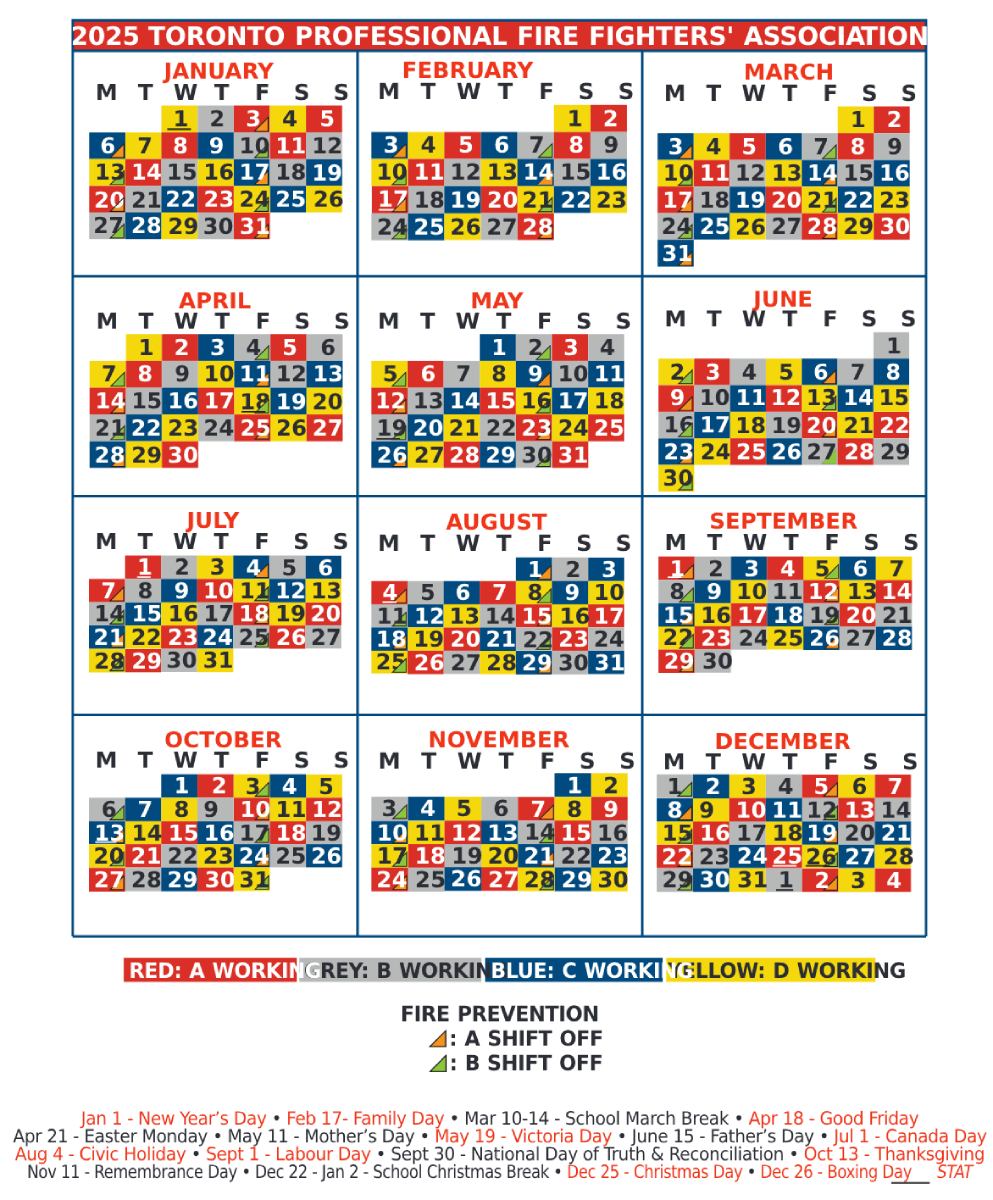 2025 TORONTO PROFESSIONAL FIRE FIGHTERS' ASSOCIATION
JANUARY
M T W T F S S
1 2 3 4 5
6 7 8 9 10 11 12
13 14 15 16 17 18 19
20 21 22 23 24 25 26
27 28 29 30 31
FEBRUARY
M T W T F S S
1 2
3 4 5 6 7 8 9
10 11 12 13 14 15 16
17 18 19 20 21 22 23
24 25 26 27 28
MARCH
M T W T F S S
1 2
3 4 5 6 7 8 9
10 11 12 13 14 15 16
17 18 19 20 21 22 23
24 25 26 27 28 29 30
31
APRIL
M T W T F S S
1 2 3 4 5 6
7 8 9 10 11 12 13
14 15 16 17 18 19 20
21 22 23 24 25 26 27
28 29 30
MAY
M T W T F S S
1 2 3 4
5 6 7 8 9 10 11
12 13 14 15 16 17 18
19 20 21 22 23 24 25
26 27 28 29 30 31
JUNE
M T W T F S S
1
2 3 4 5 6 7 8
9 10 11 12 13 14 15
16 17 18 19 20 21 22
23 24 25 26 27 28 29
30
JULY
M T W T F S S
1 2 3 4 5 6
7 8 9 10 11 12 13
14 15 16 17 18 19 20
21 22 23 24 25 26 27
28 29 30 31
AUGUST
M T W T F S S
1 2 3
4 5 6 7 8 9 10
11 12 13 14 15 16 17
18 19 20 21 22 23 24
25 26 27 28 29 30 31
SEPTEMBER
M T W T F S S
1 2 3 4 5 6 7
8 9 10 11 12 13 14
15 16 17 18 19 20 21
22 23 24 25 26 27 28
29 30
OCTOBER
M T W T F S S
1 2 3 4 5
6 7 8 9 10 11 12
13 14 15 16 17 18 19
20 21 22 23 24 25 26
27 28 29 30 31
NOVEMBER
M T W T F S S
1 2
3 4 5 6 7 8 9
10 11 12 13 14 15 16
17 18 19 20 21 22 23
24 25 26 27 28 29 30
DECEMBER
M T W T F S S
1 2 3 4 5 6 7
8 9 10 11 12 13 14
15 16 17 18 19 20 21
22 23 24 25 26 27 28
29 30 31 1 2 3 4
RED: A WORKING GREY: B WORKING BLUE: C WORKING YELLOW: D WORKING
FIRE PREVENTION
: A SHIFT OFF
: B SHIFT OFF
Jan 1 - New Year’s Day • Feb 17- Family Day • Mar 10-14 - School March Break • Apr 18 - Good Friday
Apr 21 - Easter Monday • May 11 - Mother’s Day • May 19 - Victoria Day • June 15 - Father’s Day • Jul 1 - Canada Day
Aug 4 - Civic Holiday • Sept 1 - Labour Day • Sept 30 - National Day of Truth & Reconciliation • Oct 13 - Thanksgiving
Nov 11 - Remembrance Day • Dec 22 - Jan 2 - School Christmas Break • Dec 25 - Christmas Day • Dec 26 - Boxing Day STAT